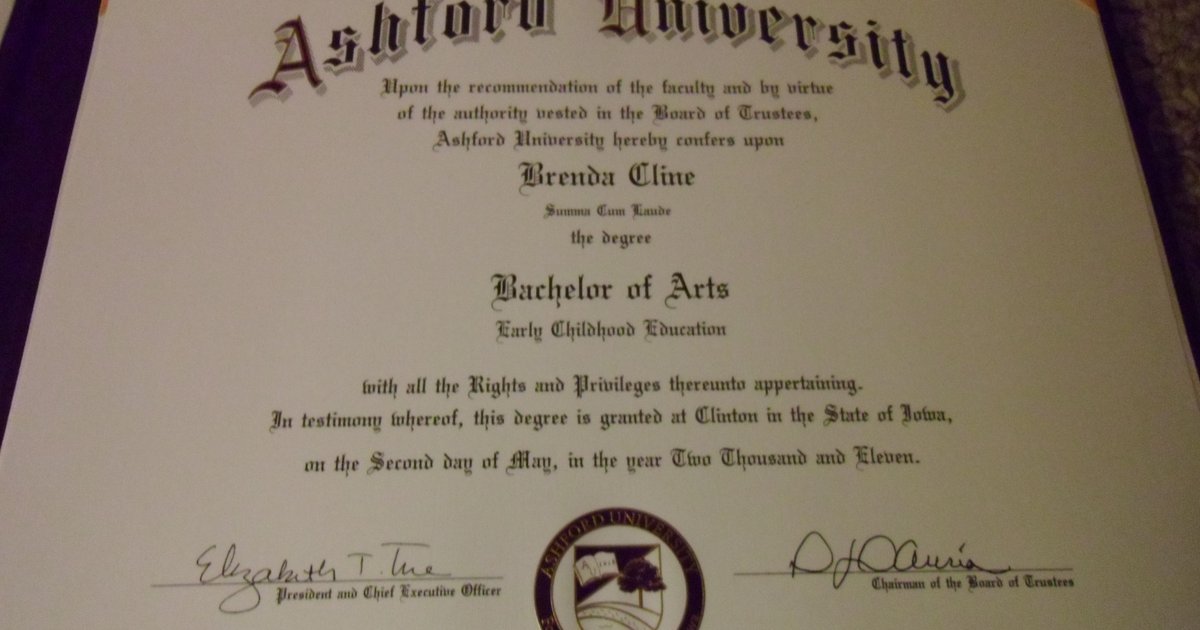 Ashford University
Upon the recommendation of the faculty and by virtue
of the authority vested in the Board of Trustees,
Ashford University hereby confers upon
Brenda Cline
Summa Cum Laude
the degree
Bachelor of Arts
Early Childhood Education
with all the Rights and Privileges thereunto appertaining.
In testimony whereof, this degree is granted at Clinton in the State of Iowa,
on the Second day of May, in the year Two Thousand and Eleven.
ASHFORD UNIVERSITY
Elizabeth T. Tice
President and Chief Executive Officer
Chairman of the Board of Trustees